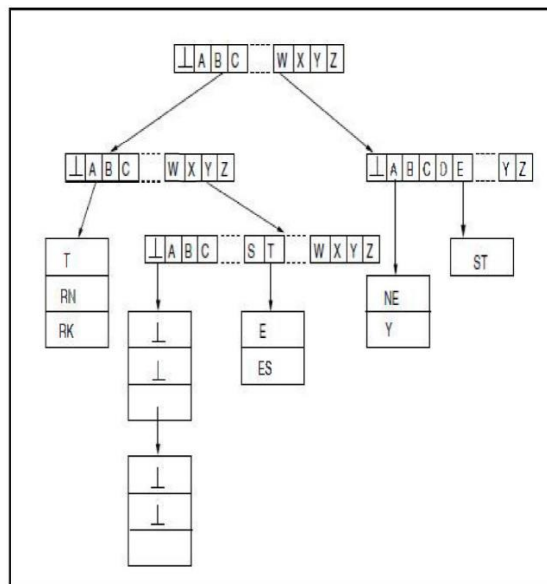 ⊥ A B C W X Y Z
⊥ A B C W X Y Z
⊥ A B C D E Y Z
⊥ A B C S T W X Y Z
T
RN
RK
ST
NE
Y
⊥
⊥
E
ES
⊥
⊥